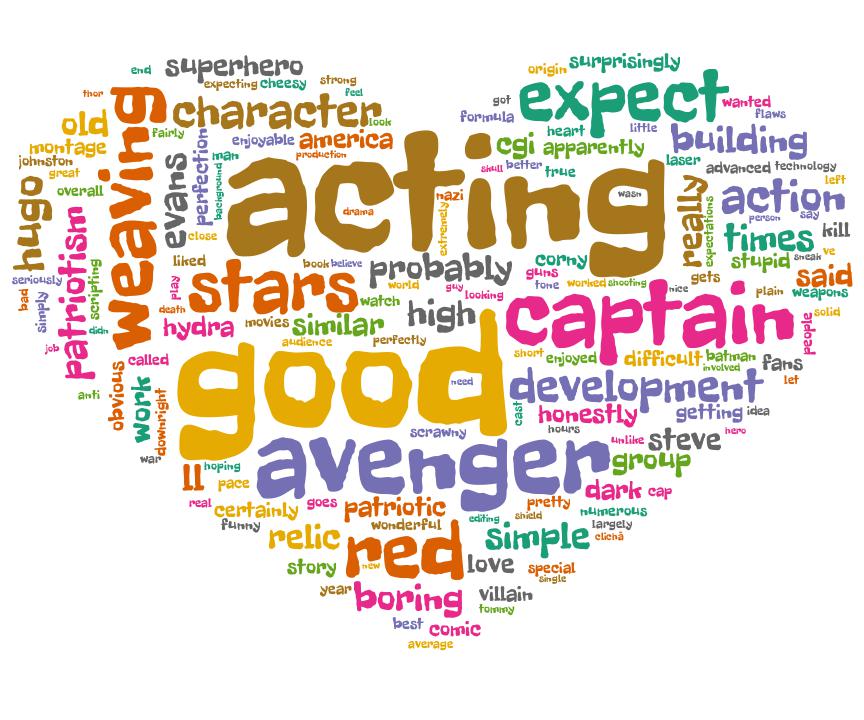 end
superhero
origin
surprisingly
thor
expecting
cheesy
strong
feel
got
expect
wanted
flaws
old
weaving
character
look
formula
heart
little
fairly
enjoyable
america
cgi
apparently
building
montage
johnston
great
hugo
overall
evans
perfection
man
background
production
acting
skull
better
true
laser
advanced
technology
left
drama
nazi
extremely
wasn
really
expectations
action
person
say
times
kill
patriotism
scripting
close
liked
book
believe
probably
corny
stupid
sneak
ve
seriously
bad
simply
play
stars
world
watch
guy
looking
guns
tone
worked
shooting
gets
nice
plain
said
weapons
death
hydra
movies
similar
high
captain
people
solid
didn
job
audience
perfectly
called
good
short
enjoyed
difficult
batman
involved
fans
let
anti
obvious
work
downright
need
development
cast
honestly
getting
idea
hours
scrawny
unlike
steve
hero
war
ll
hoping
avenger
group
pace
dark
cap
real
certainly
goes
patriotic
pretty
numerous
funny
wonderful
editing
shield
largely
relic
red
simple
clichã
story
new
love
special
single
year
boring
villain
tommy
best
comic
average